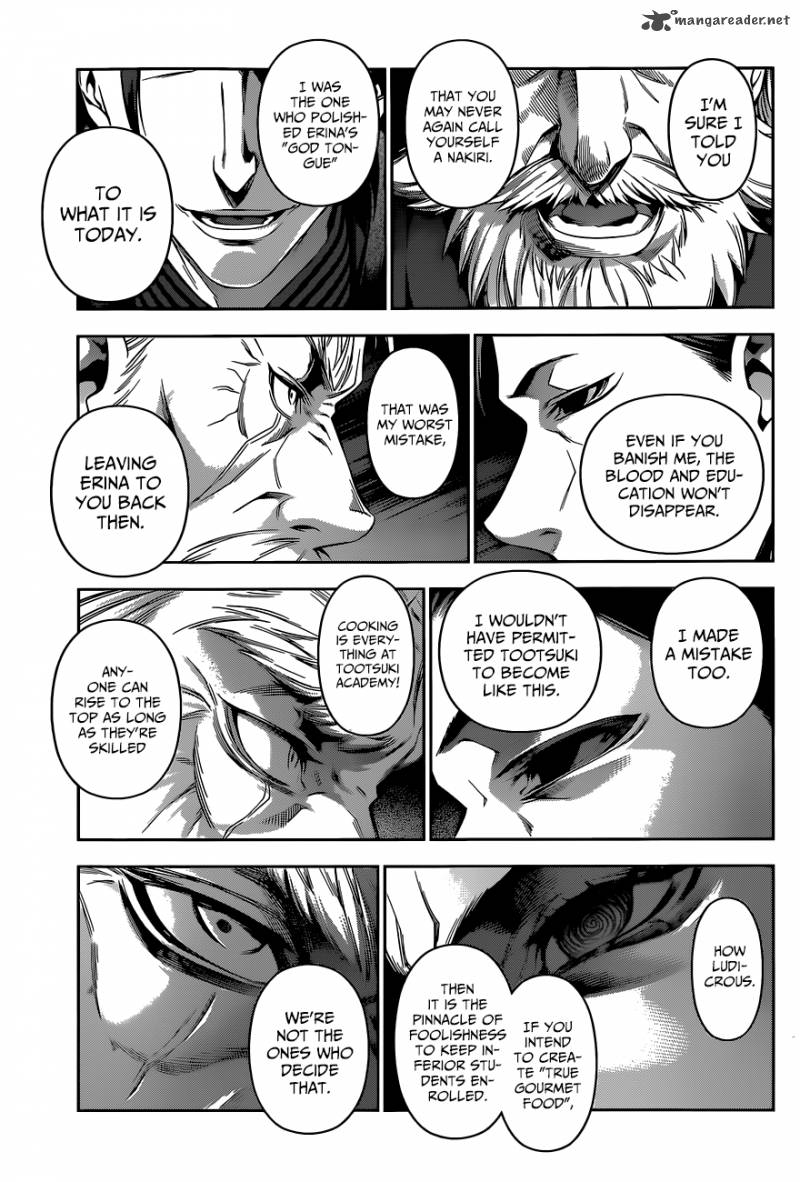 mangareader.net
I'M
SURE I
TOLD
YOU
THAT YOU
MAY NEVER
AGAIN CALL
YOURSELF
A NAKIRI.
I WAS
THE ONE
WHO POLISH-
ED ERINA'S
"GOD TON-
GUE"
TO
WHAT IT IS
TODAY.
EVEN IF YOU
BANISH ME, THE
BLOOD AND EDU-
CATION WON'T
DISAPPEAR.
THAT WAS
MY WORST
MISTAKE,
LEAVING
ERINA TO
YOU BACK
THEN.
I MADE
A MISTAKE
TOO.
I WOULDN'T
HAVE PERMIT-
TED TOOTSUKI
TO BECOME
LIKE THIS.
COOKING
IS EVERY-
THING AT
TOOTSUKI
ACADEMY!
ANY-
ONE CAN
RISE TO THE
TOP AS LONG
AS THEY'RE
SKILLED
HOW
LUDI-
CROUS.
IF YOU
INTEND
TO CREA-
TE "TRUE
GOURMET
FOOD",
THEN
IT IS THE
PINNACLE OF
FOOLISHNESS
TO KEEP IN-
FERIOR STU-
DENTS EN-
ROLLED.
WE'RE
NOT THE
ONES WHO
DECIDE
THAT.